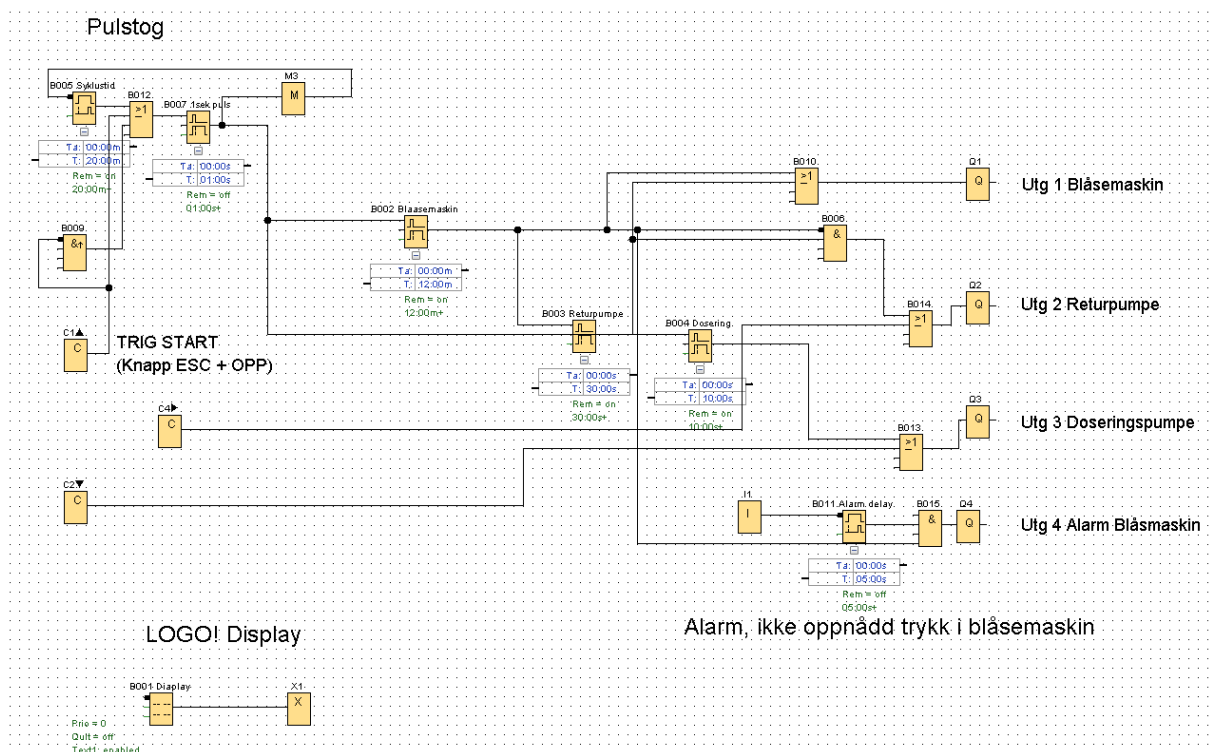 Pulstog
M3
M
B005 Syklustid
B012
≥1
B007 1sek puls
Ta: 00:00m
T: 20:00m
Rem = on
20:00m+
Ta: 00:00s
T: 01:00s
Rem = off
01:00s+
B009
&↑
B002 Blaasemaskin
Ta: 00:00m
T: 12:00m
Rem = on
12:00m+
B010
≥1
Q1
Q
Utg 1 Blåsemaskin
B006
&
B003 Returpumpe
Ta: 00:00s
T: 30:00s
Rem = on
30:00s+
B004 Dosering
Ta: 00:00s
T: 10:00s
Rem = on
10:00s+
B014
≥1
Q2
Q
Utg 2 Returpumpe
C1▲
C
TRIG START
(Knapp ESC + OPP)
C4▶
C
B013
≥1
Q3
Q
Utg 3 Doseringspumpe
C2▼
C
I1
I
B011 Alarm delay
Ta: 00:00s
T: 05:00s
Rem = off
05:00s+
B015
&
Q4
Q
Utg 4 Alarm Blåsmaskin
Alarm, ikke oppnådd trykk i blåsemaskin
LOGO! Display
B001 Diaplay
X1
X
Prio = 0
Quit = off
Text1: enabled